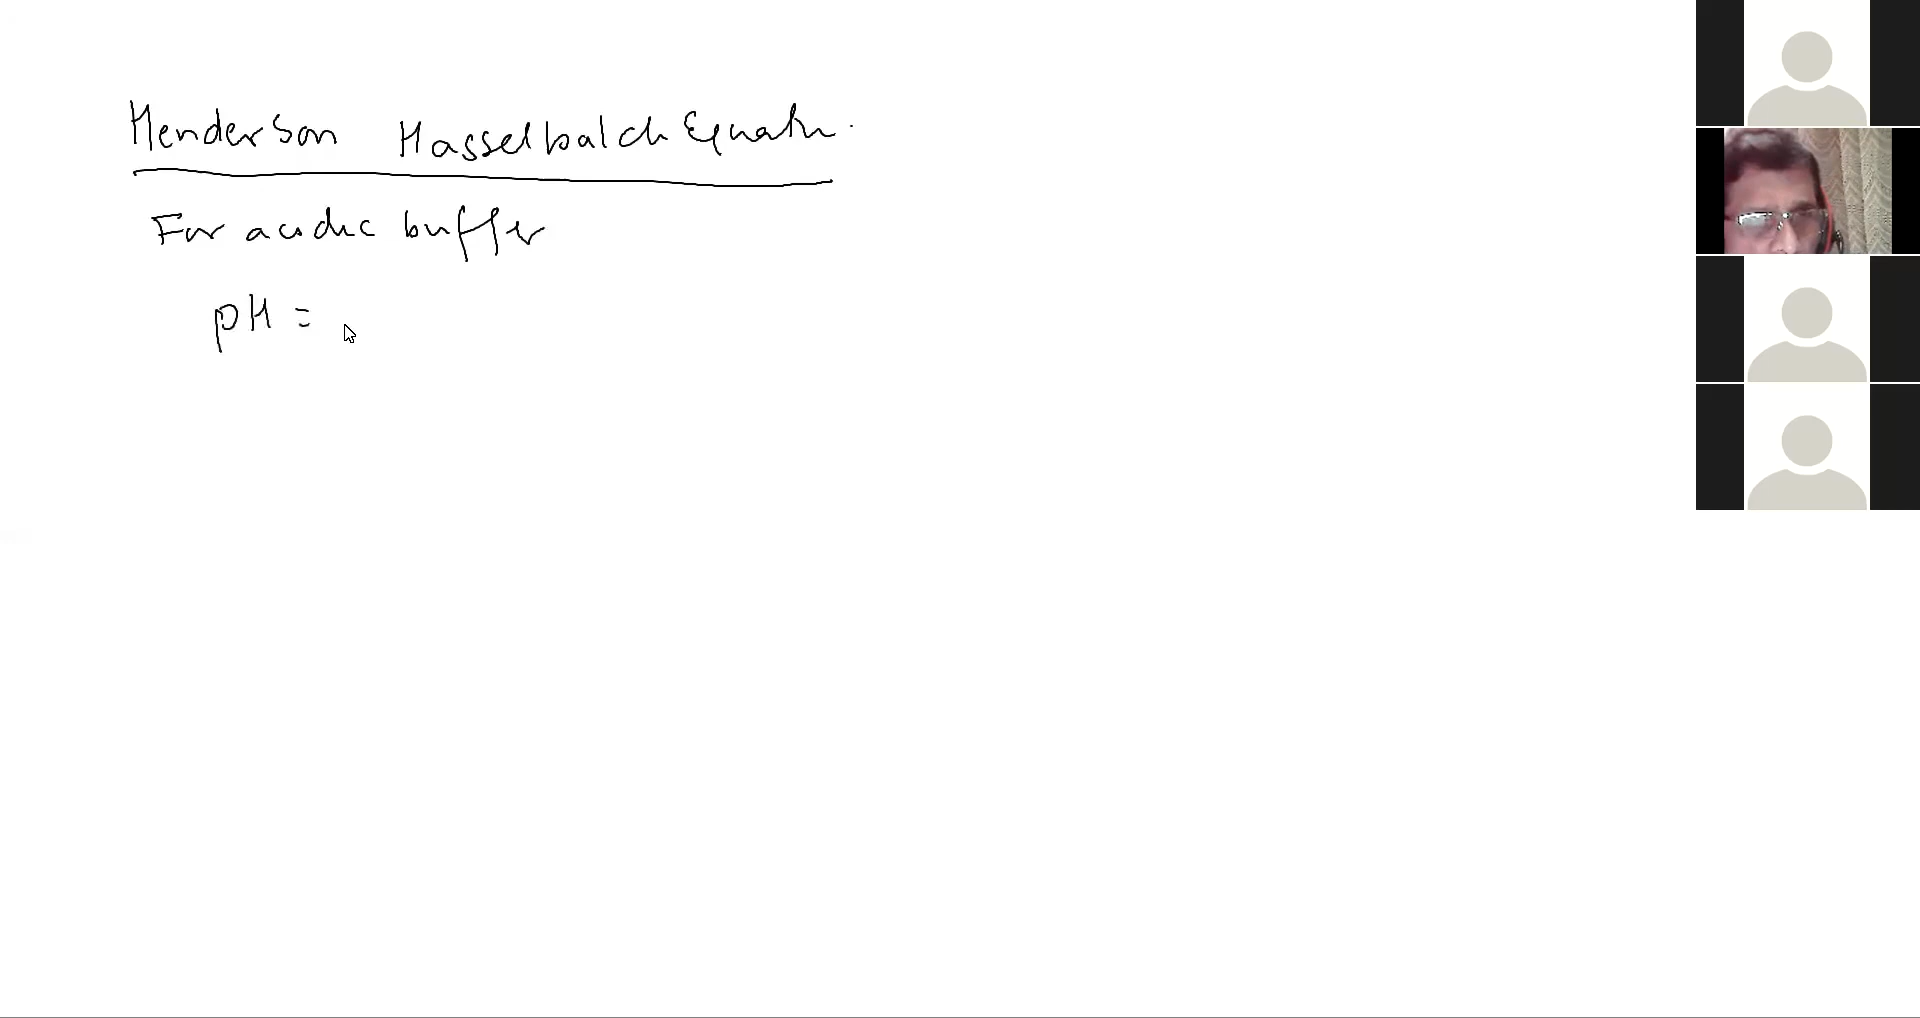 Henderson Hasselbalch Equatn.
For acidic buffer
pH =